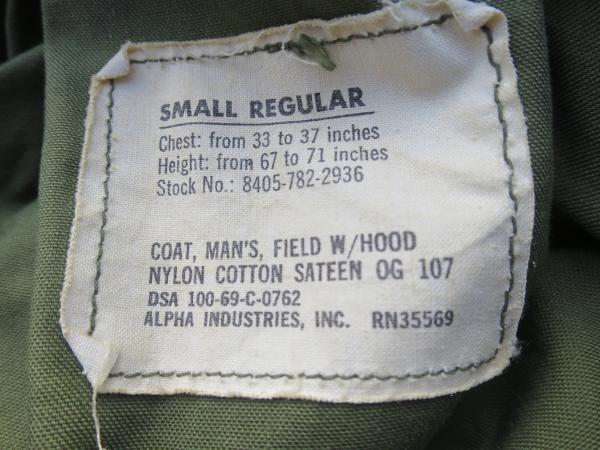 SMALL REGULAR
Chest: from 33 to 37 inches
Height: from 67 to 71 inches
Stock No.: 8405-782-2936
COAT, MAN'S, FIELD W/HOOD
NYLON COTTON SATEEN OG 107
DSA 100-69-C-0762
ALPHA INDUSTRIES, INC. RN35569